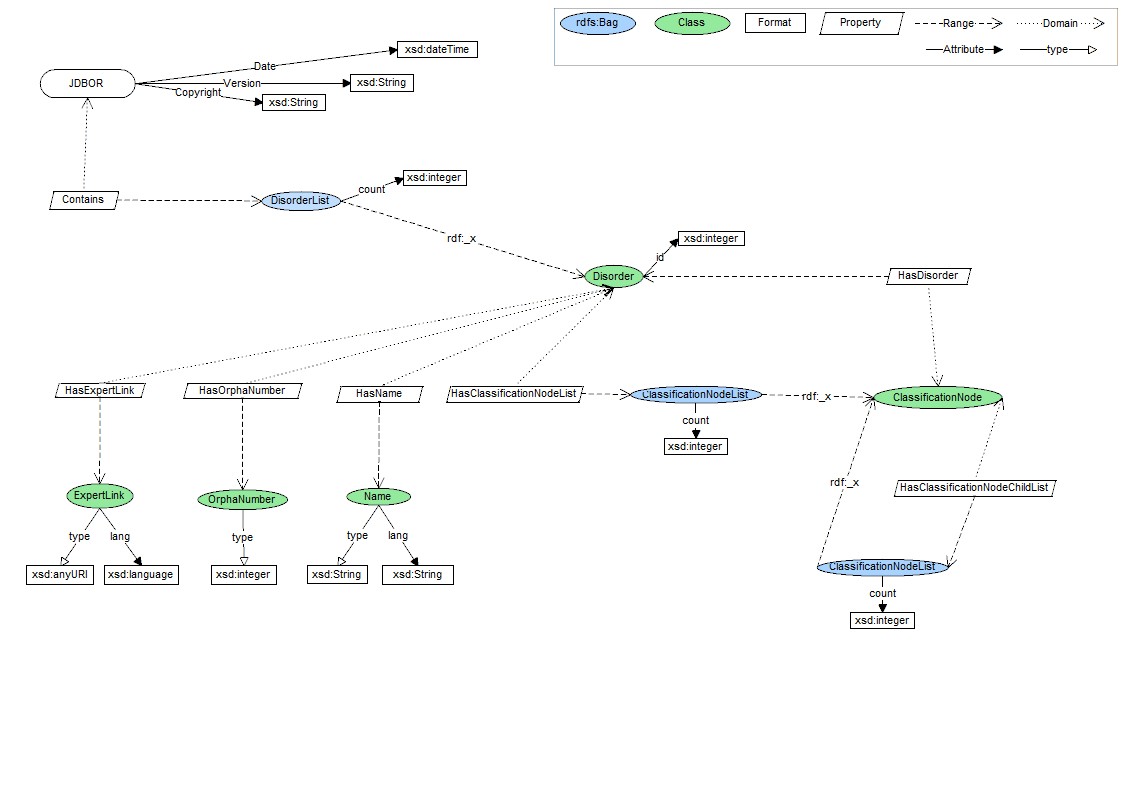 rdfs:Bag
Class
Format
Property
Range
Domain
Attribute
type
xsd:dateTime
Date
JDBOR
Version
xsd:String
Copyright
xsd:String
count
xsd:integer
Contains
DisorderList
rdf:_x
xsd:integer
id
Disorder
HasDisorder
HasExpertLink
HasOrphaNumber
HasName
HasClassificationNodeList
ClassificationNodeList
rdf:_x
ClassificationNode
count
xsd:integer
rdf:_x
HasClassificationNodeChildList
ExpertLink
OrphaNumber
Name
type
lang
type
type
lang
xsd:anyURI
xsd:language
xsd:integer
xsd:String
xsd:String
ClassificationNodeList
count
xsd:integer